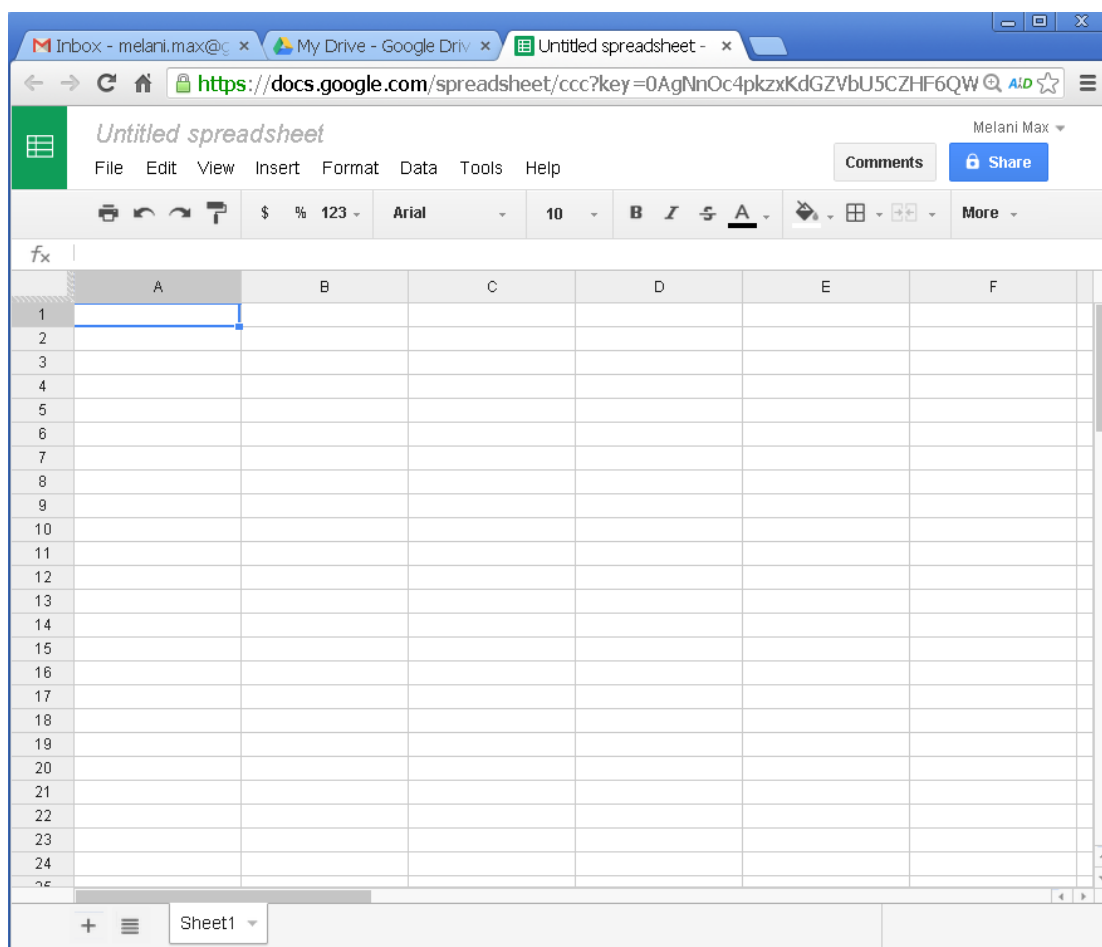 Inbox - melani.max@g × My Drive - Google Driv × Untitled spreadsheet - ×
https://docs.google.com/spreadsheet/ccc?key=0AgNnOc4pkzxKdGZVbU5CZHF6QW
Untitled spreadsheet
Melani Max
File Edit View Insert Format Data Tools Help
Comments Share
$ % 123 Arial 10 B I S A More
fx
A B C D E F
1
2
3
4
5
6
7
8
9
10
11
12
13
14
15
16
17
18
19
20
21
22
23
24
25
Sheet1